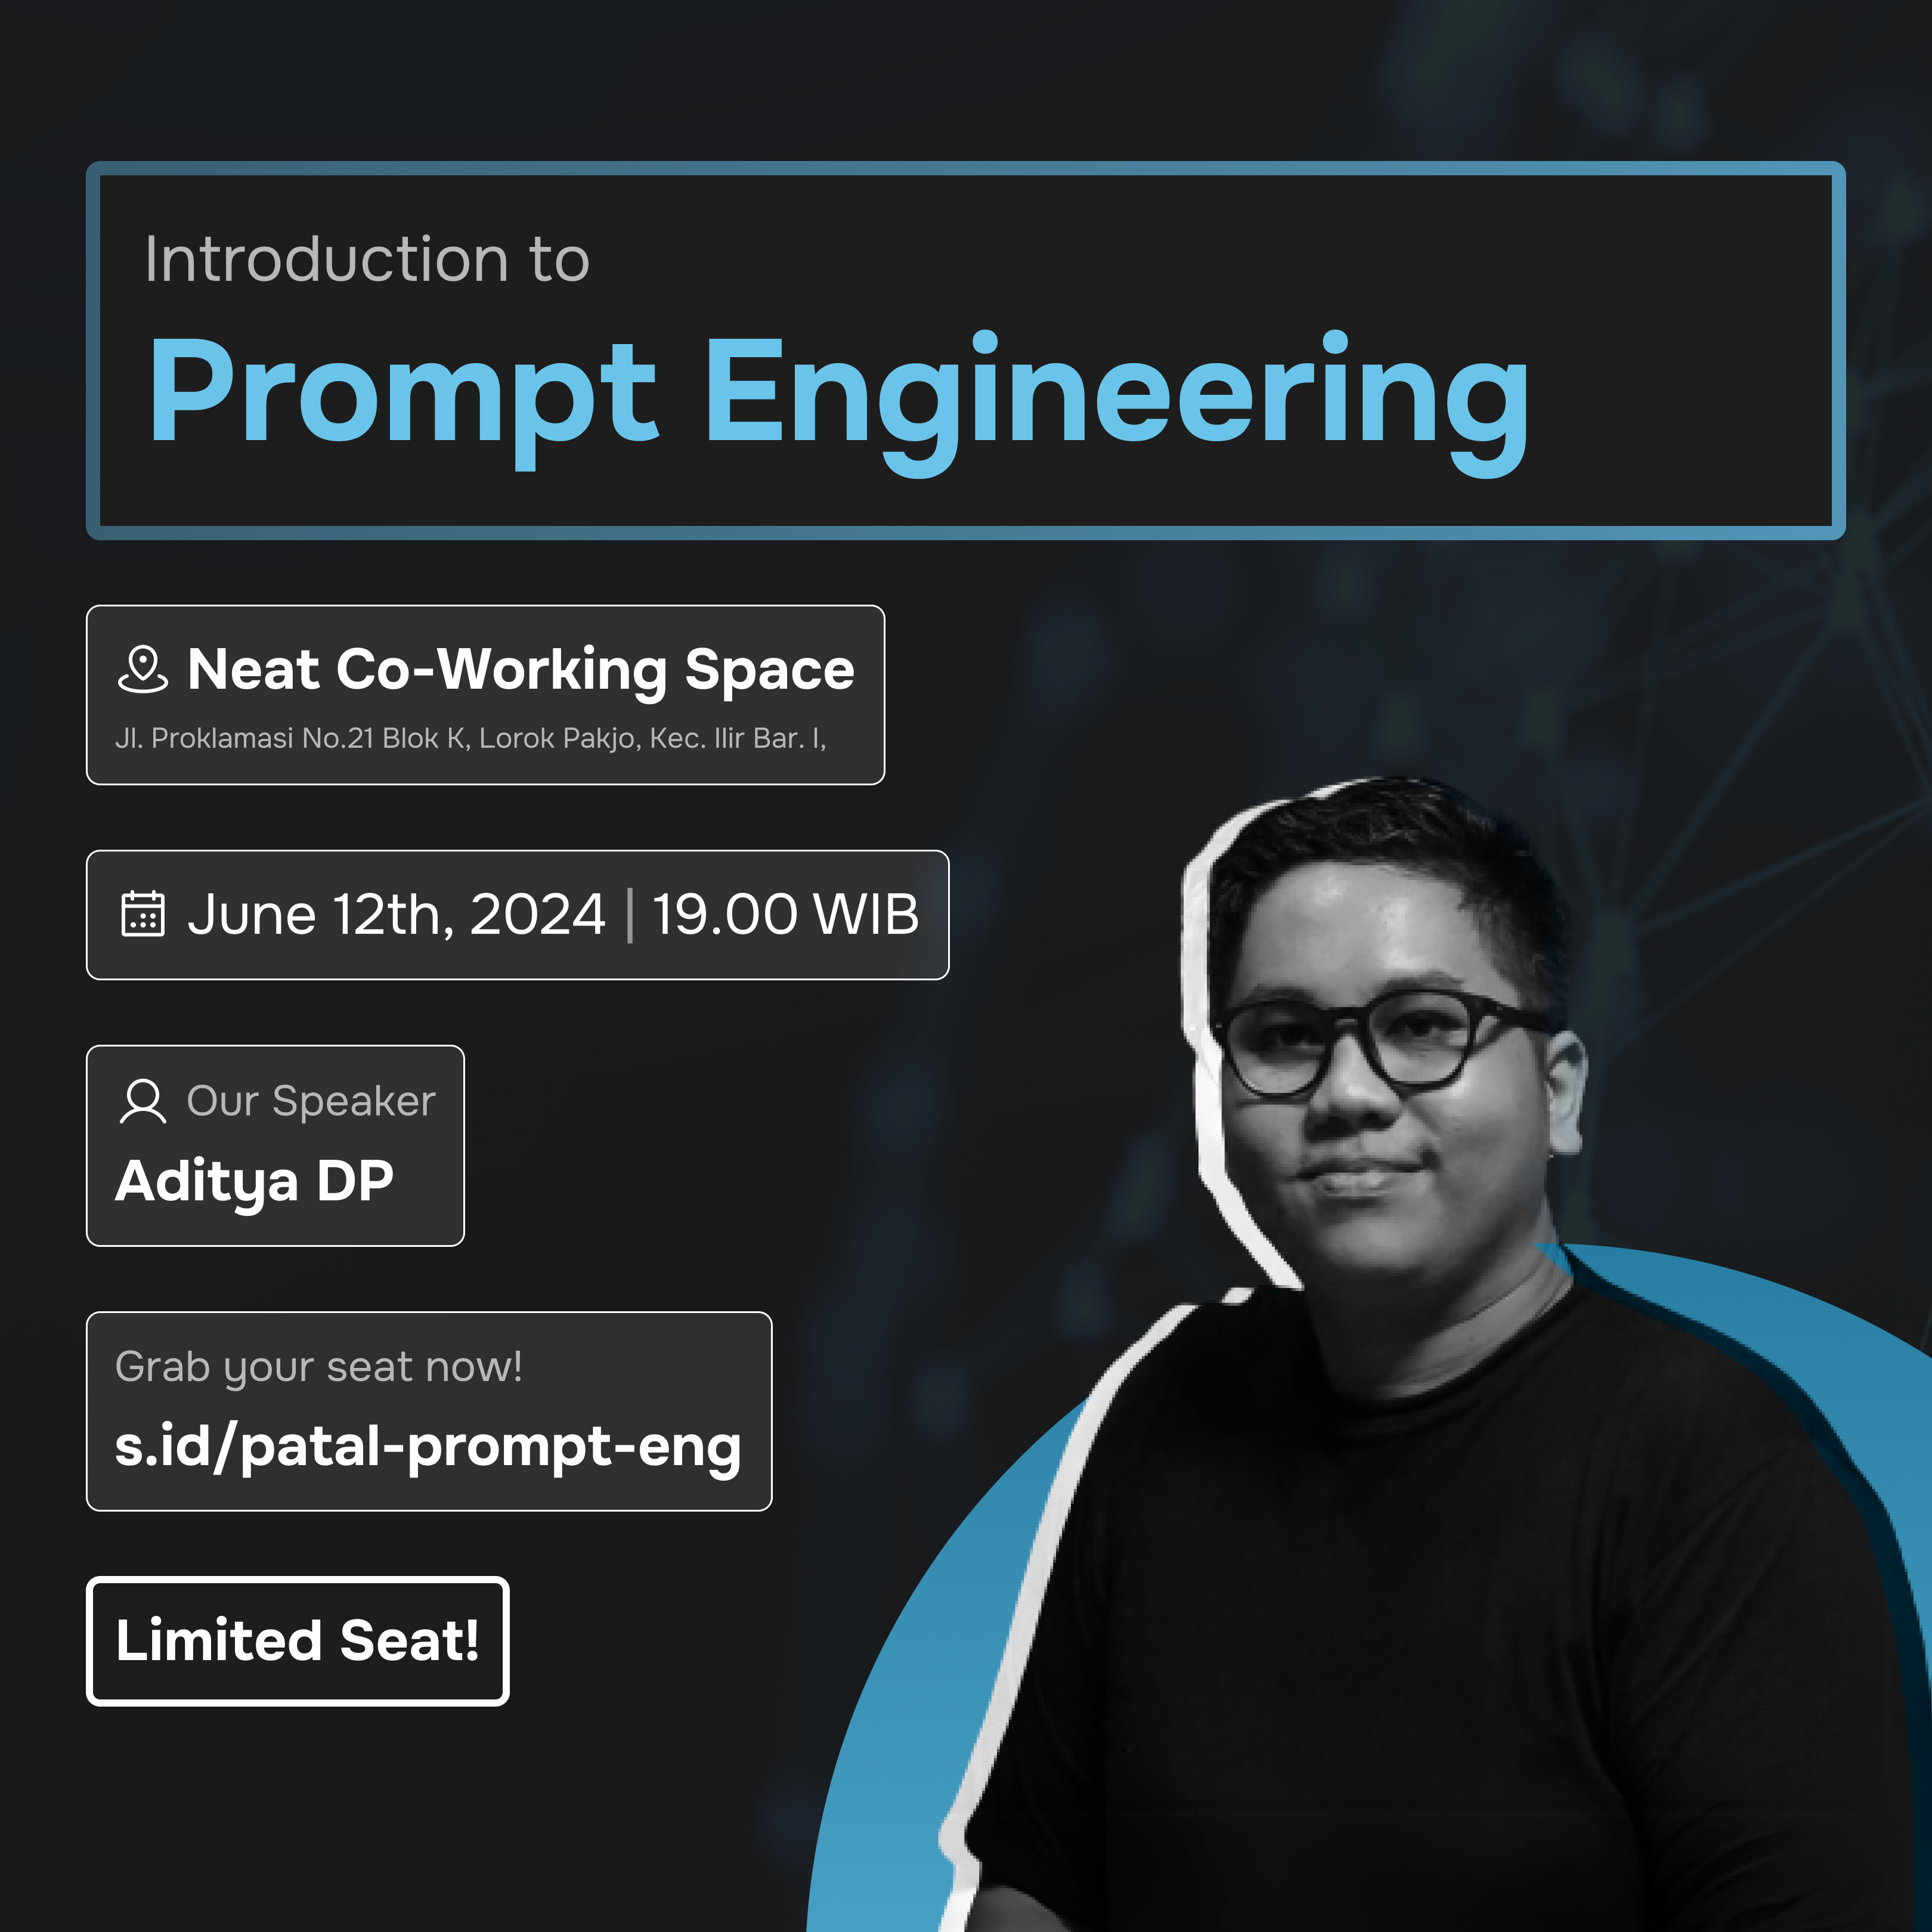 Introduction to
Prompt Engineering
Neat Co-Working Space
Jl. Proklamasi No.21 Blok K, Lorok Pakjo, Kec. Ilir Bar. I,
June 12th, 2024 | 19.00 WIB
Our Speaker
Aditya DP
Grab your seat now!
s.id/patal-prompt-eng
Limited Seat!